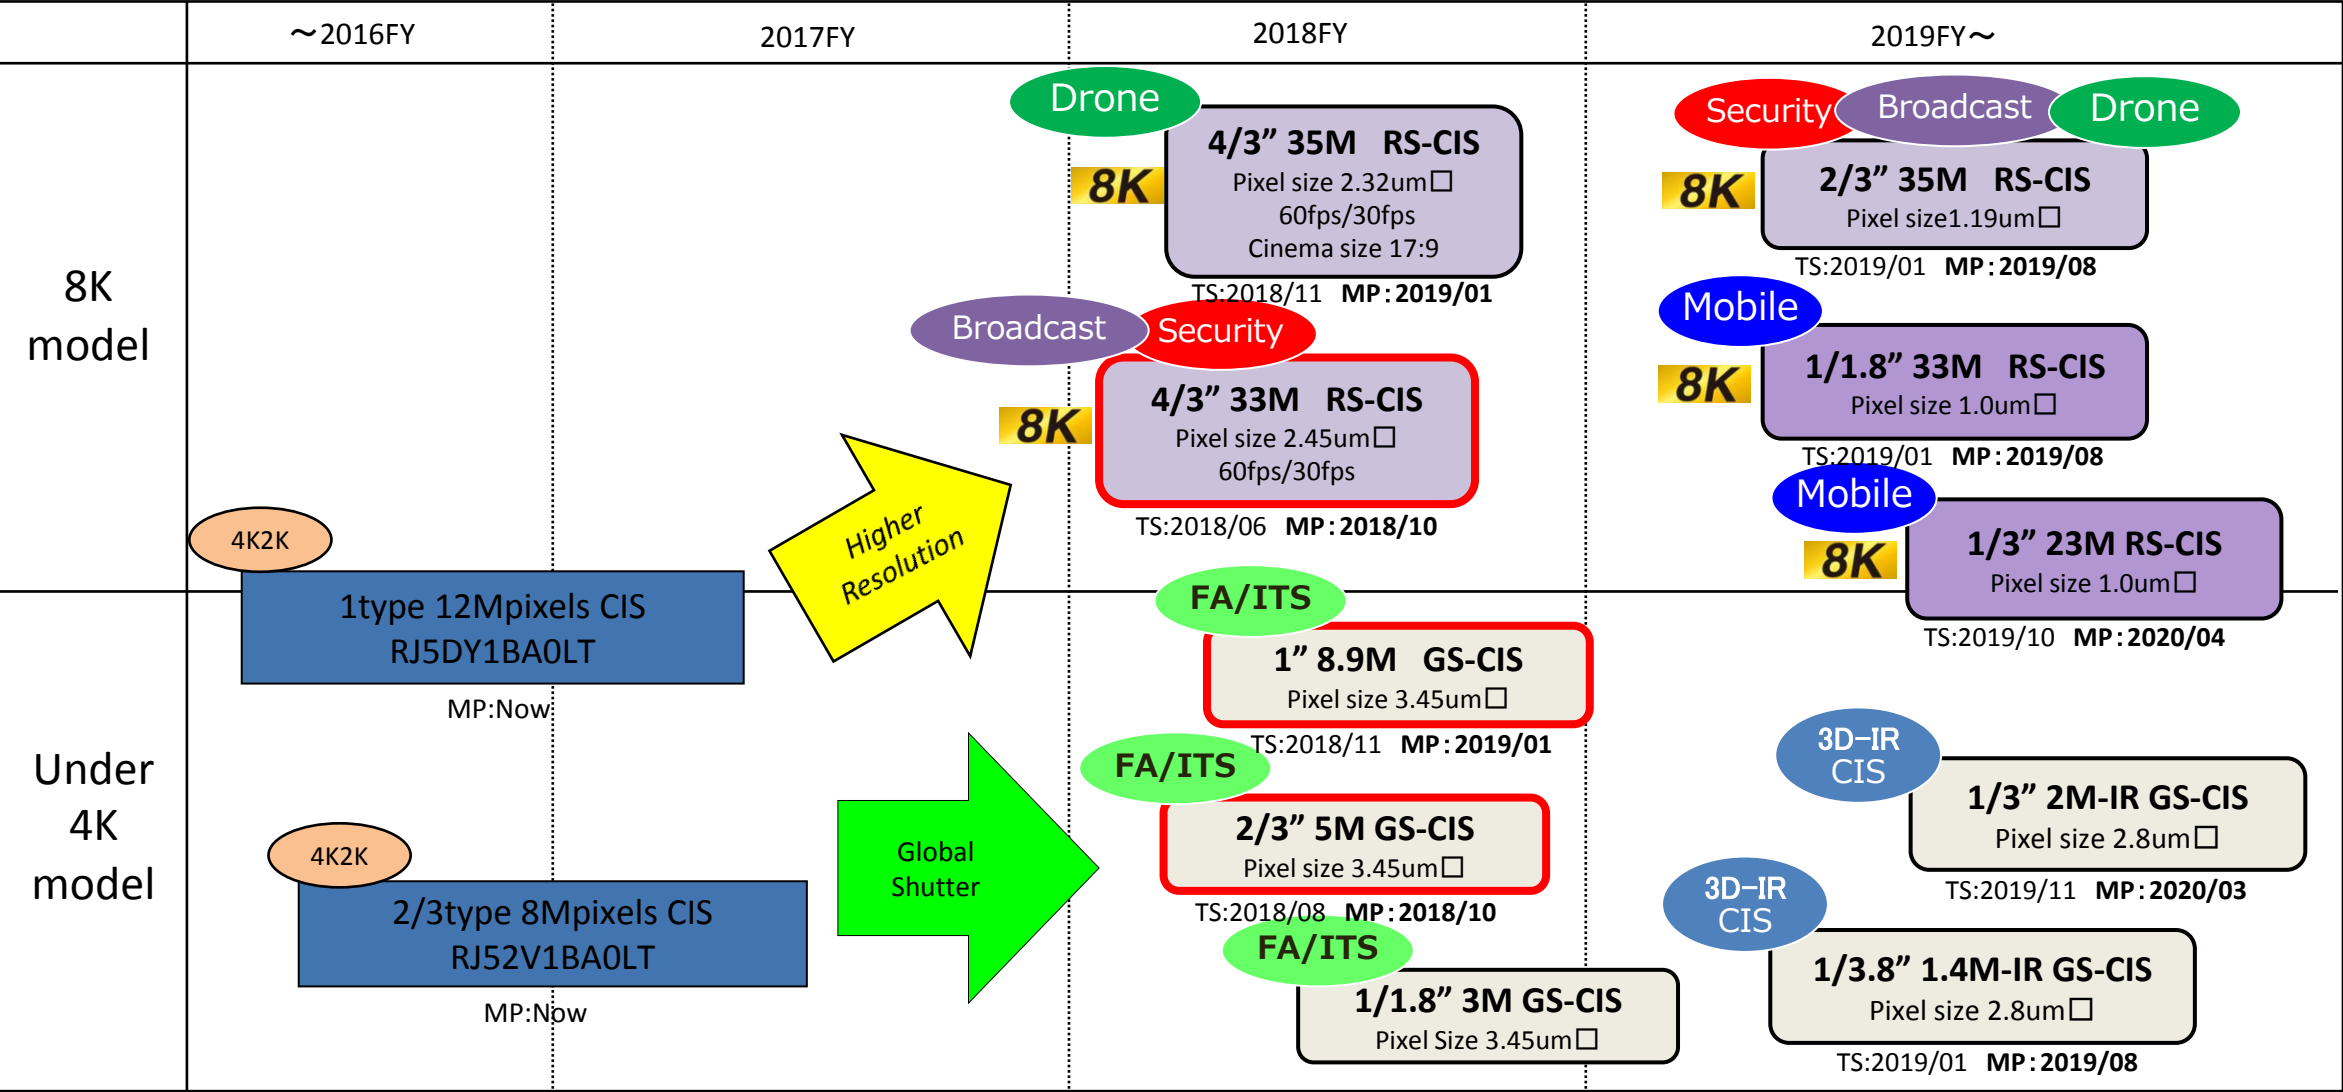 ～2016FY
2017FY
2018FY
2019FY～
8K
model
Drone
4/3” 35M RS-CIS
8K
Pixel size 2.32um□
60fps/30fps
Cinema size 17:9
TS:2018/11 MP：2019/01
Broadcast
Security
4/3” 33M RS-CIS
8K
Pixel size 2.45um□
60fps/30fps
TS:2018/06 MP：2018/10
Security
Broadcast
Drone
2/3” 35M RS-CIS
8K
Pixel size1.19um□
TS:2019/01 MP：2019/08
Mobile
1/1.8” 33M RS-CIS
8K
Pixel size 1.0um□
TS:2019/01 MP：2019/08
Mobile
1/3” 23M RS-CIS
8K
Pixel size 1.0um□
TS:2019/10 MP：2020/04
4K2K
1type 12Mpixels CIS
RJ5DY1BA0LT
MP:Now
Higher
Resolution
Under
4K
model
4K2K
2/3type 8Mpixels CIS
RJ52V1BA0LT
MP:Now
Global
Shutter
FA/ITS
1” 8.9M GS-CIS
Pixel size 3.45um□
TS:2018/11 MP：2019/01
FA/ITS
2/3” 5M GS-CIS
Pixel size 3.45um□
TS:2018/08 MP：2018/10
FA/ITS
1/1.8” 3M GS-CIS
Pixel Size 3.45um□
3D−IR
CIS
1/3” 2M-IR GS-CIS
Pixel size 2.8um□
TS:2019/11 MP：2020/03
3D−IR
CIS
1/3.8” 1.4M-IR GS-CIS
Pixel size 2.8um□
TS:2019/01 MP：2019/08